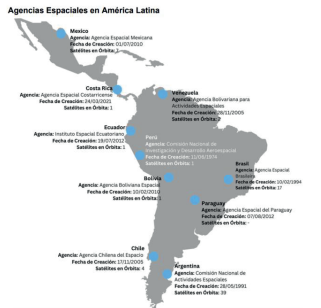 Agencias Espaciales en América Latina
Mexico
Agencia: Agencia Espacial Mexicana
Fecha de Creación: 01/07/2010
Satélites en Órbita: 7
Costa Rica
Agencia: Agencia Espacial Costarricense
Fecha de Creación: 24/03/2021
Satélites en Órbita: 1
Venezuela
Agencia: Agencia Bolivariana para
Actividades Espaciales
Fecha de Creación: 28/11/2005
Satélites en Órbita: 2
Ecuador
Agencia: Instituto Espacial Ecuatoriano
Fecha de Creación: 19/07/2012
Satélites en Órbita: 1
Perú
Agencia: Comisión Nacional de
Investigación y Desarrollo Aeroespacial
Fecha de Creación: 11/06/1974
Satélites en Órbita: 1
Brasil
Agencia: Agencia Espacial
Brasileña
Fecha de Creación: 10/02/1994
Satélites en Órbita: 17
Bolivia
Agencia: Agencia Boliviana Espacial
Fecha de Creación: 10/02/2010
Satélites en Órbita: 1
Paraguay
Agencia: Agencia Espacial del Paraguay
Fecha de Creación: 07/08/2012
Satélites en Órbita: -
Chile
Agencia: Agencia Chilena del Espacio
Fecha de Creación: 17/11/2005
Satélites en Órbita: 4
Argentina
Agencia: Comisión Nacional de
Actividades Espaciales
Fecha de Creación: 28/05/1991
Satélites en Órbita: 39